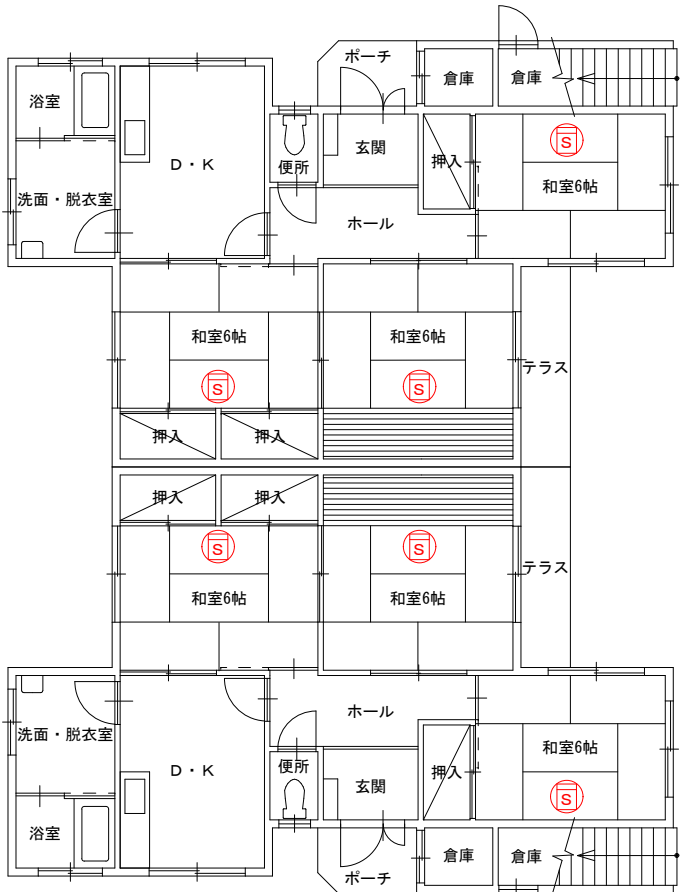 ポーチ
倉庫
倉庫
浴室
D・K
便所
玄関
押入
S
和室6帖
洗面・脱衣室
ホール
和室6帖
和室6帖
テラス
S
S
押入
押入
押入
押入
S
S
テラス
和室6帖
和室6帖
ホール
洗面・脱衣室
和室6帖
D・K
便所
玄関
押入
S
浴室
倉庫
倉庫
ポーチ